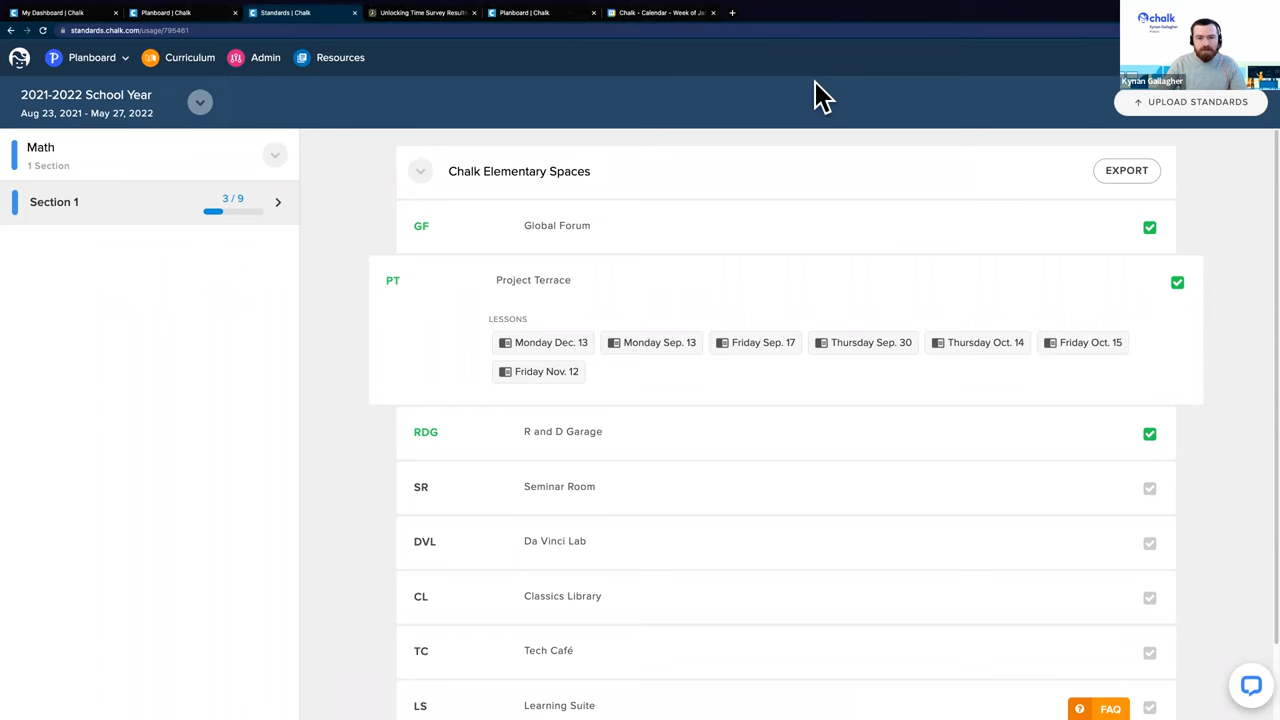 My Dashboard | Chalk
Planboard | Chalk
Standards | Chalk
Unlocking Time Survey Results
Planboard | Chalk
Chalk - Calendar - Week of Ja
standards.chalk.com/usage/795461
Planboard
Curriculum
Admin
Resources
chalk
Kynan Gallagher
Kynan Gallagher
2021-2022 School Year
Aug 23, 2021 - May 27, 2022
UPLOAD STANDARDS
Math
1 Section
Section 1
3 / 9
Chalk Elementary Spaces
EXPORT
GF Global Forum
PT Project Terrace
LESSONS
Monday Dec. 13 Monday Sep. 13 Friday Sep. 17 Thursday Sep. 30 Thursday Oct. 14 Friday Oct. 15
Friday Nov. 12
RDG R and D Garage
SR Seminar Room
DVL Da Vinci Lab
CL Classics Library
TC Tech Café
LS Learning Suite
? FAQ